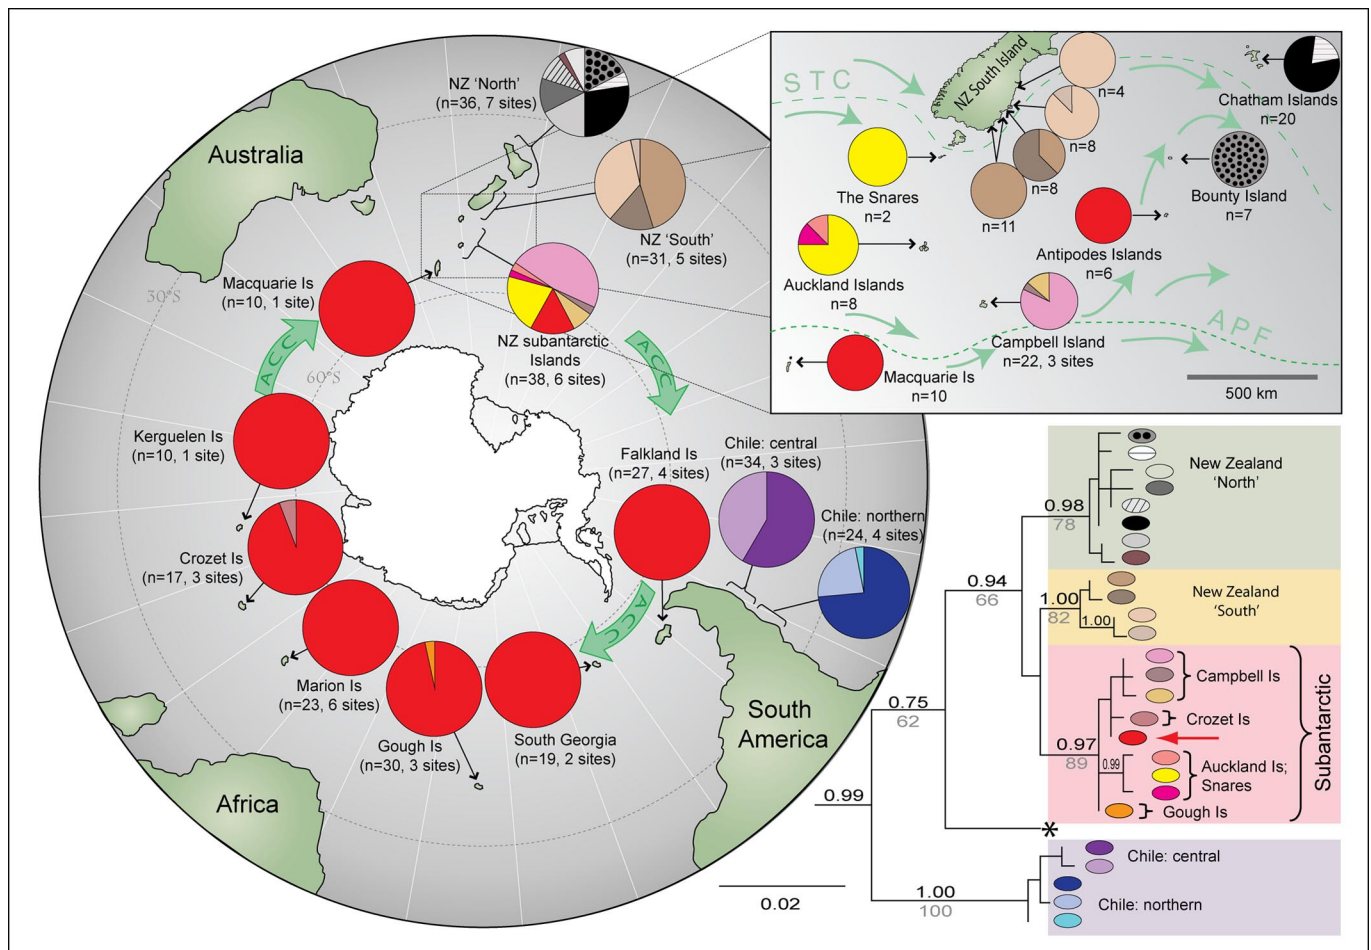 NZ 'North'
(n=36, 7 sites)
Australia
NZ 'South'
(n=31, 5 sites)
30°S
Macquarie Is
(n=10, 1 site)
NZ subantarctic
Islands
(n=38, 6 sites)
ACC
ACC
60°S
Kerguelen Is
(n=10, 1 site)
Falkland Is
(n=27, 4 sites)
Chile: central
(n=34, 3 sites)
Chile: northern
(n=24, 4 sites)
Crozet Is
(n=17, 3 sites)
ACC
Marion Is
(n=23, 6 sites)
Gough Is
(n=30, 3 sites)
South Georgia
(n=19, 2 sites)
South
America
Africa
STC
NZ South Island
n=4
Chatham Islands
n=20
n=8
n=8
The Snares
n=2
n=11
Bounty Island
n=7
Antipodes Islands
n=6
Auckland Islands
n=8
APF
Campbell Island
n=22, 3 sites
Macquarie Is
n=10
500 km
New Zealand
'North'
0.98
78
0.94
66
1.00
82
1.00
New Zealand
'South'
Campbell Is
Crozet Is
Subantarctic
0.75
62
0.97
89
0.99
Auckland Is;
Snares
Gough Is
0.99
*
Chile: central
1.00
100
Chile: northern
0.02